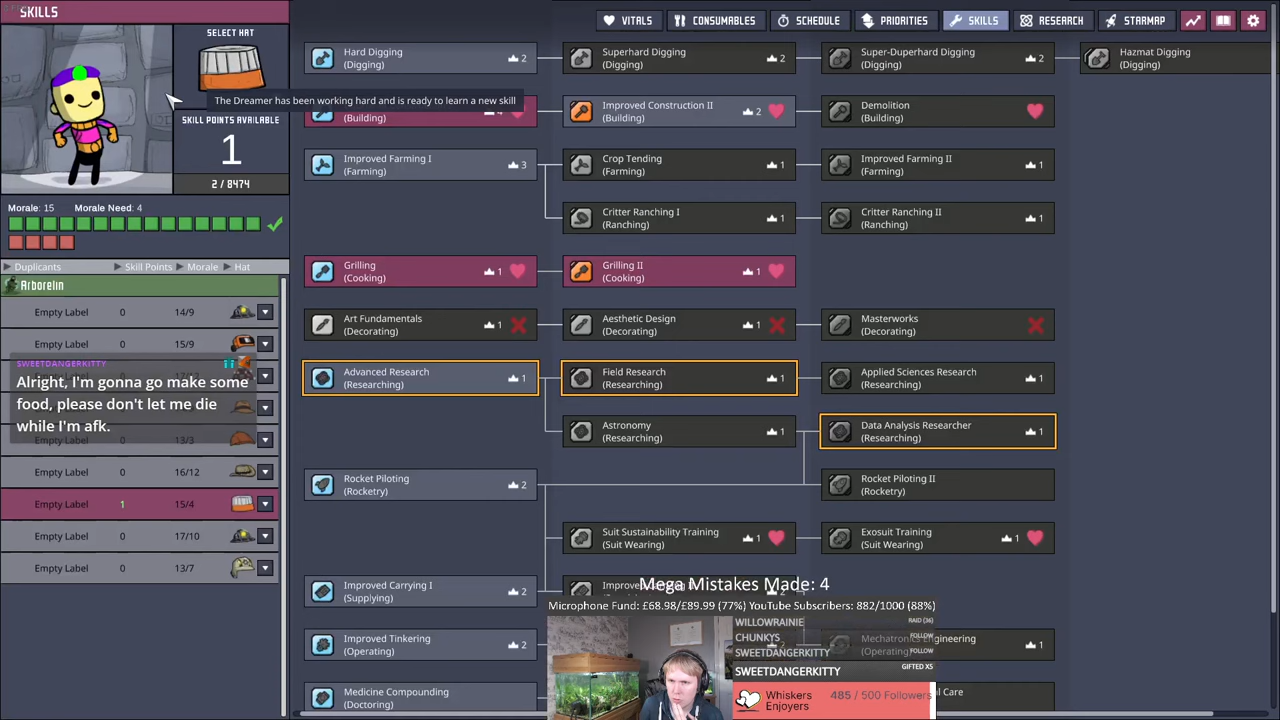 SKILLS
VITALS
CONSUMABLES
SCHEDULE
PRIORITIES
SKILLS
RESEARCH
STARMAP
SELECT HAT
The Dreamer has been working hard and is ready to learn a new skill
SKILL POINTS AVAILABLE
1
2 / 8474
Morale: 15 Morale Need: 4
Duplicants Skill Points Morale Hat
Arborelin
Empty Label 0 14/9
Empty Label 0 15/9
SWEETDANGERKITTY
Alright, I'm gonna go make some
food, please don't let me die
while I'm afk.
0 13/3
Empty Label 0 16/12
Empty Label 1 15/4
Empty Label 0 17/10
Empty Label 0 13/7
Hard Digging
(Digging)
2
Superhard Digging
(Digging)
2
Super-Duperhard Digging
(Digging)
2
Hazmat Digging
(Digging)
(Building)
Improved Construction II
(Building)
2
Demolition
(Building)
Improved Farming I
(Farming)
3
Crop Tending
(Farming)
1
Improved Farming II
(Farming)
1
Critter Ranching I
(Ranching)
1
Critter Ranching II
(Ranching)
1
Grilling
(Cooking)
1
Grilling II
(Cooking)
1
Art Fundamentals
(Decorating)
1
Aesthetic Design
(Decorating)
1
Masterworks
(Decorating)
Advanced Research
(Researching)
1
Field Research
(Researching)
1
Applied Sciences Research
(Researching)
1
Astronomy
(Researching)
1
Data Analysis Researcher
(Researching)
1
Rocket Piloting
(Rocketry)
2
Rocket Piloting II
(Rocketry)
Suit Sustainability Training
(Suit Wearing)
1
Exosuit Training
(Suit Wearing)
1
Improved Carrying I
(Supplying)
2
Mega Mistakes Made: 4
Microphone Fund: £68.98/£89.99 (77%) YouTube Subscribers: 882/1000 (88%)
Improved Tinkering
(Operating)
2
Mechatronics Engineering
(Operating)
1
Medicine Compounding
(Doctoring)
WILLOWRAINIE RAID (36)
CHUNKYS FOLLOW
SWEETDANGERKITTY FOLLOW
SWEETDANGERKITTY GIFTED X5
Whiskers
Enjoyers
485 / 500 Followers